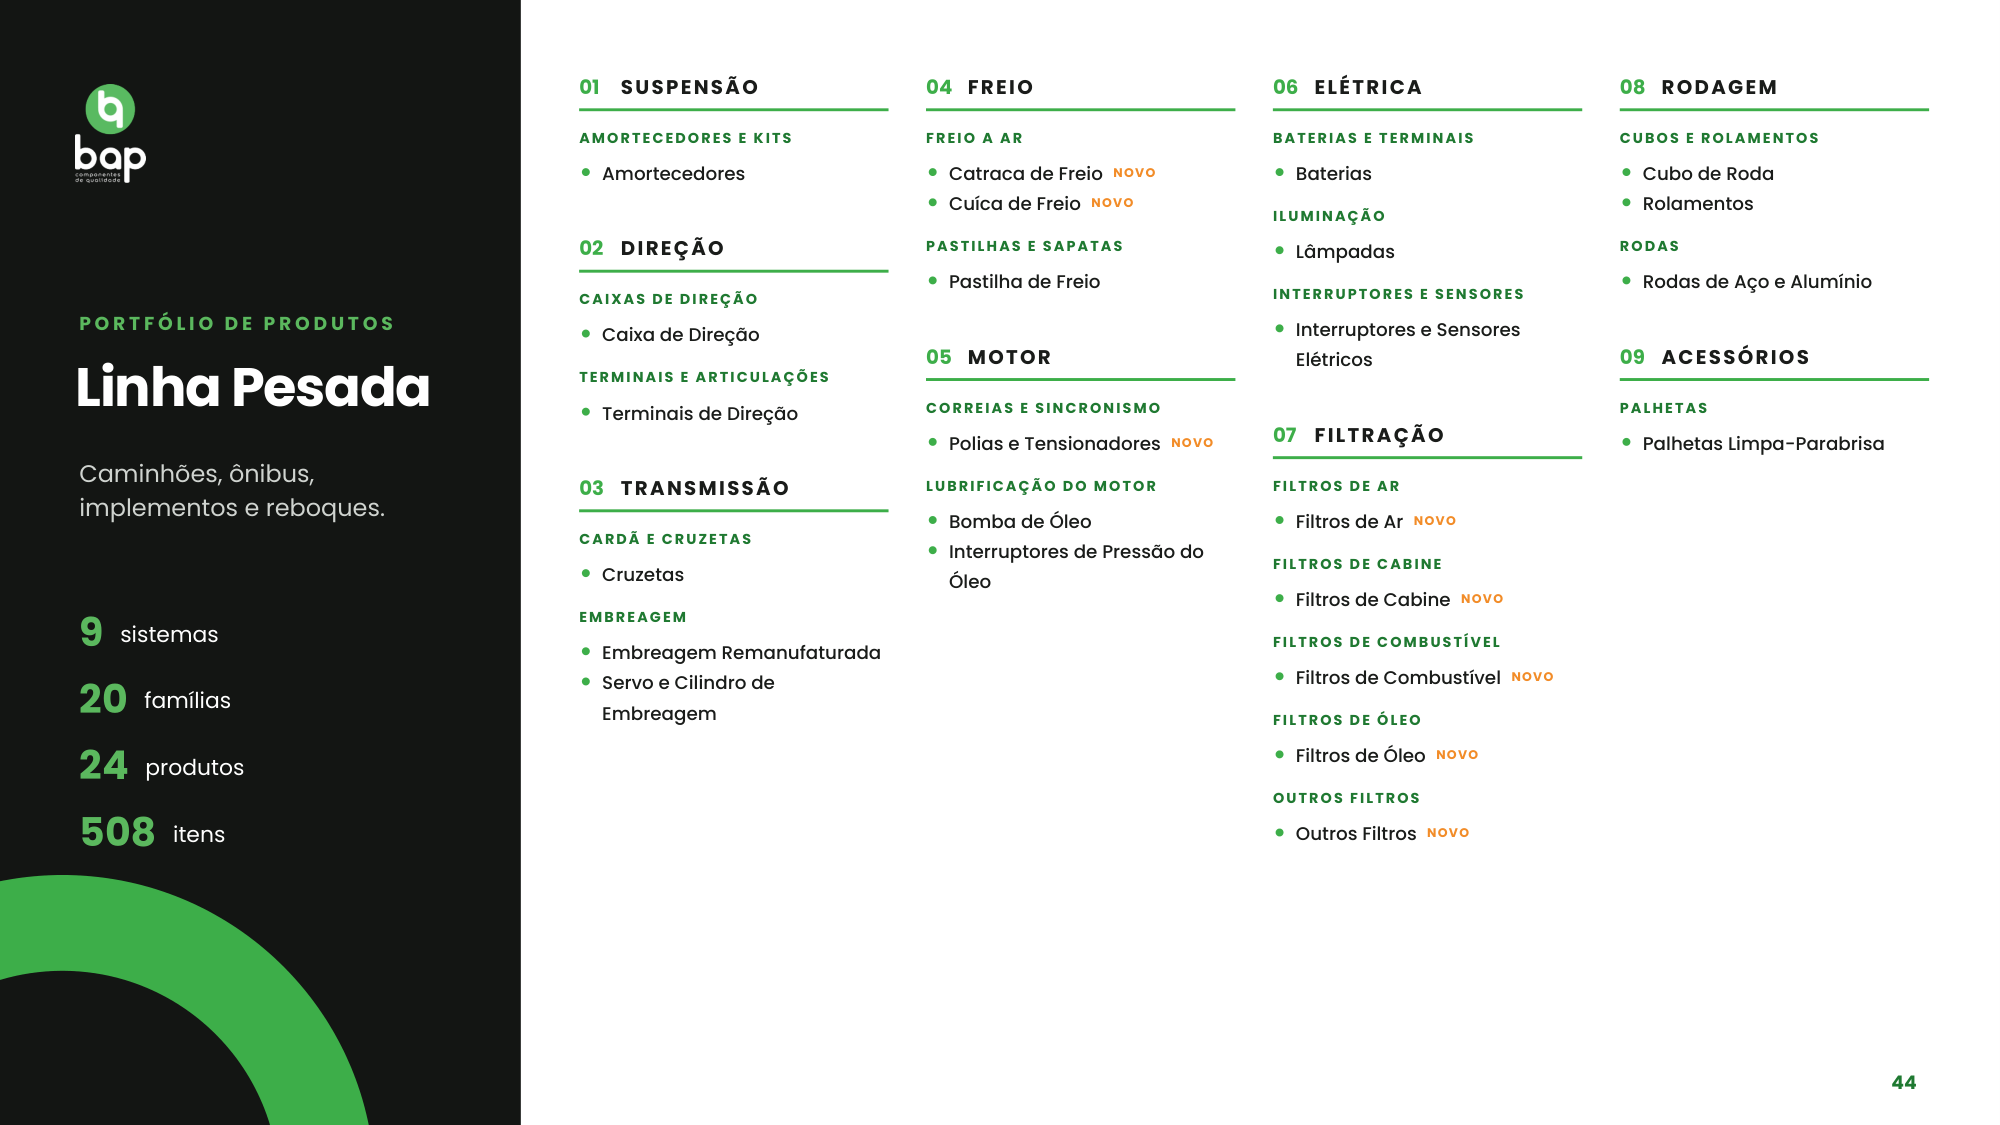 bap
componentes
de qualidade
PORTFÓLIO DE PRODUTOS
Linha Pesada
Caminhões, ônibus,
implementos e reboques.
9 sistemas
20 famílias
24 produtos
508 itens
01 SUSPENSÃO
AMORTECEDORES E KITS
• Amortecedores
02 DIREÇÃO
CAIXAS DE DIREÇÃO
• Caixa de Direção
TERMINAIS E ARTICULAÇÕES
• Terminais de Direção
03 TRANSMISSÃO
CARDÃ E CRUZETAS
• Cruzetas
EMBREAGEM
• Embreagem Remanufaturada
• Servo e Cilindro de
Embreagem
04 FREIO
FREIO A AR
• Catraca de Freio NOVO
• Cuíca de Freio NOVO
PASTILHAS E SAPATAS
• Pastilha de Freio
05 MOTOR
CORREIAS E SINCRONISMO
• Polias e Tensionadores NOVO
LUBRIFICAÇÃO DO MOTOR
• Bomba de Óleo
• Interruptores de Pressão do
Óleo
06 ELÉTRICA
BATERIAS E TERMINAIS
• Baterias
ILUMINAÇÃO
• Lâmpadas
INTERRUPTORES E SENSORES
• Interruptores e Sensores
Elétricos
07 FILTRAÇÃO
FILTROS DE AR
• Filtros de Ar NOVO
FILTROS DE CABINE
• Filtros de Cabine NOVO
FILTROS DE COMBUSTÍVEL
• Filtros de Combustível NOVO
FILTROS DE ÓLEO
• Filtros de Óleo NOVO
OUTROS FILTROS
• Outros Filtros NOVO
08 RODAGEM
CUBOS E ROLAMENTOS
• Cubo de Roda
• Rolamentos
RODAS
• Rodas de Aço e Alumínio
09 ACESSÓRIOS
PALHETAS
• Palhetas Limpa-Parabrisa
44